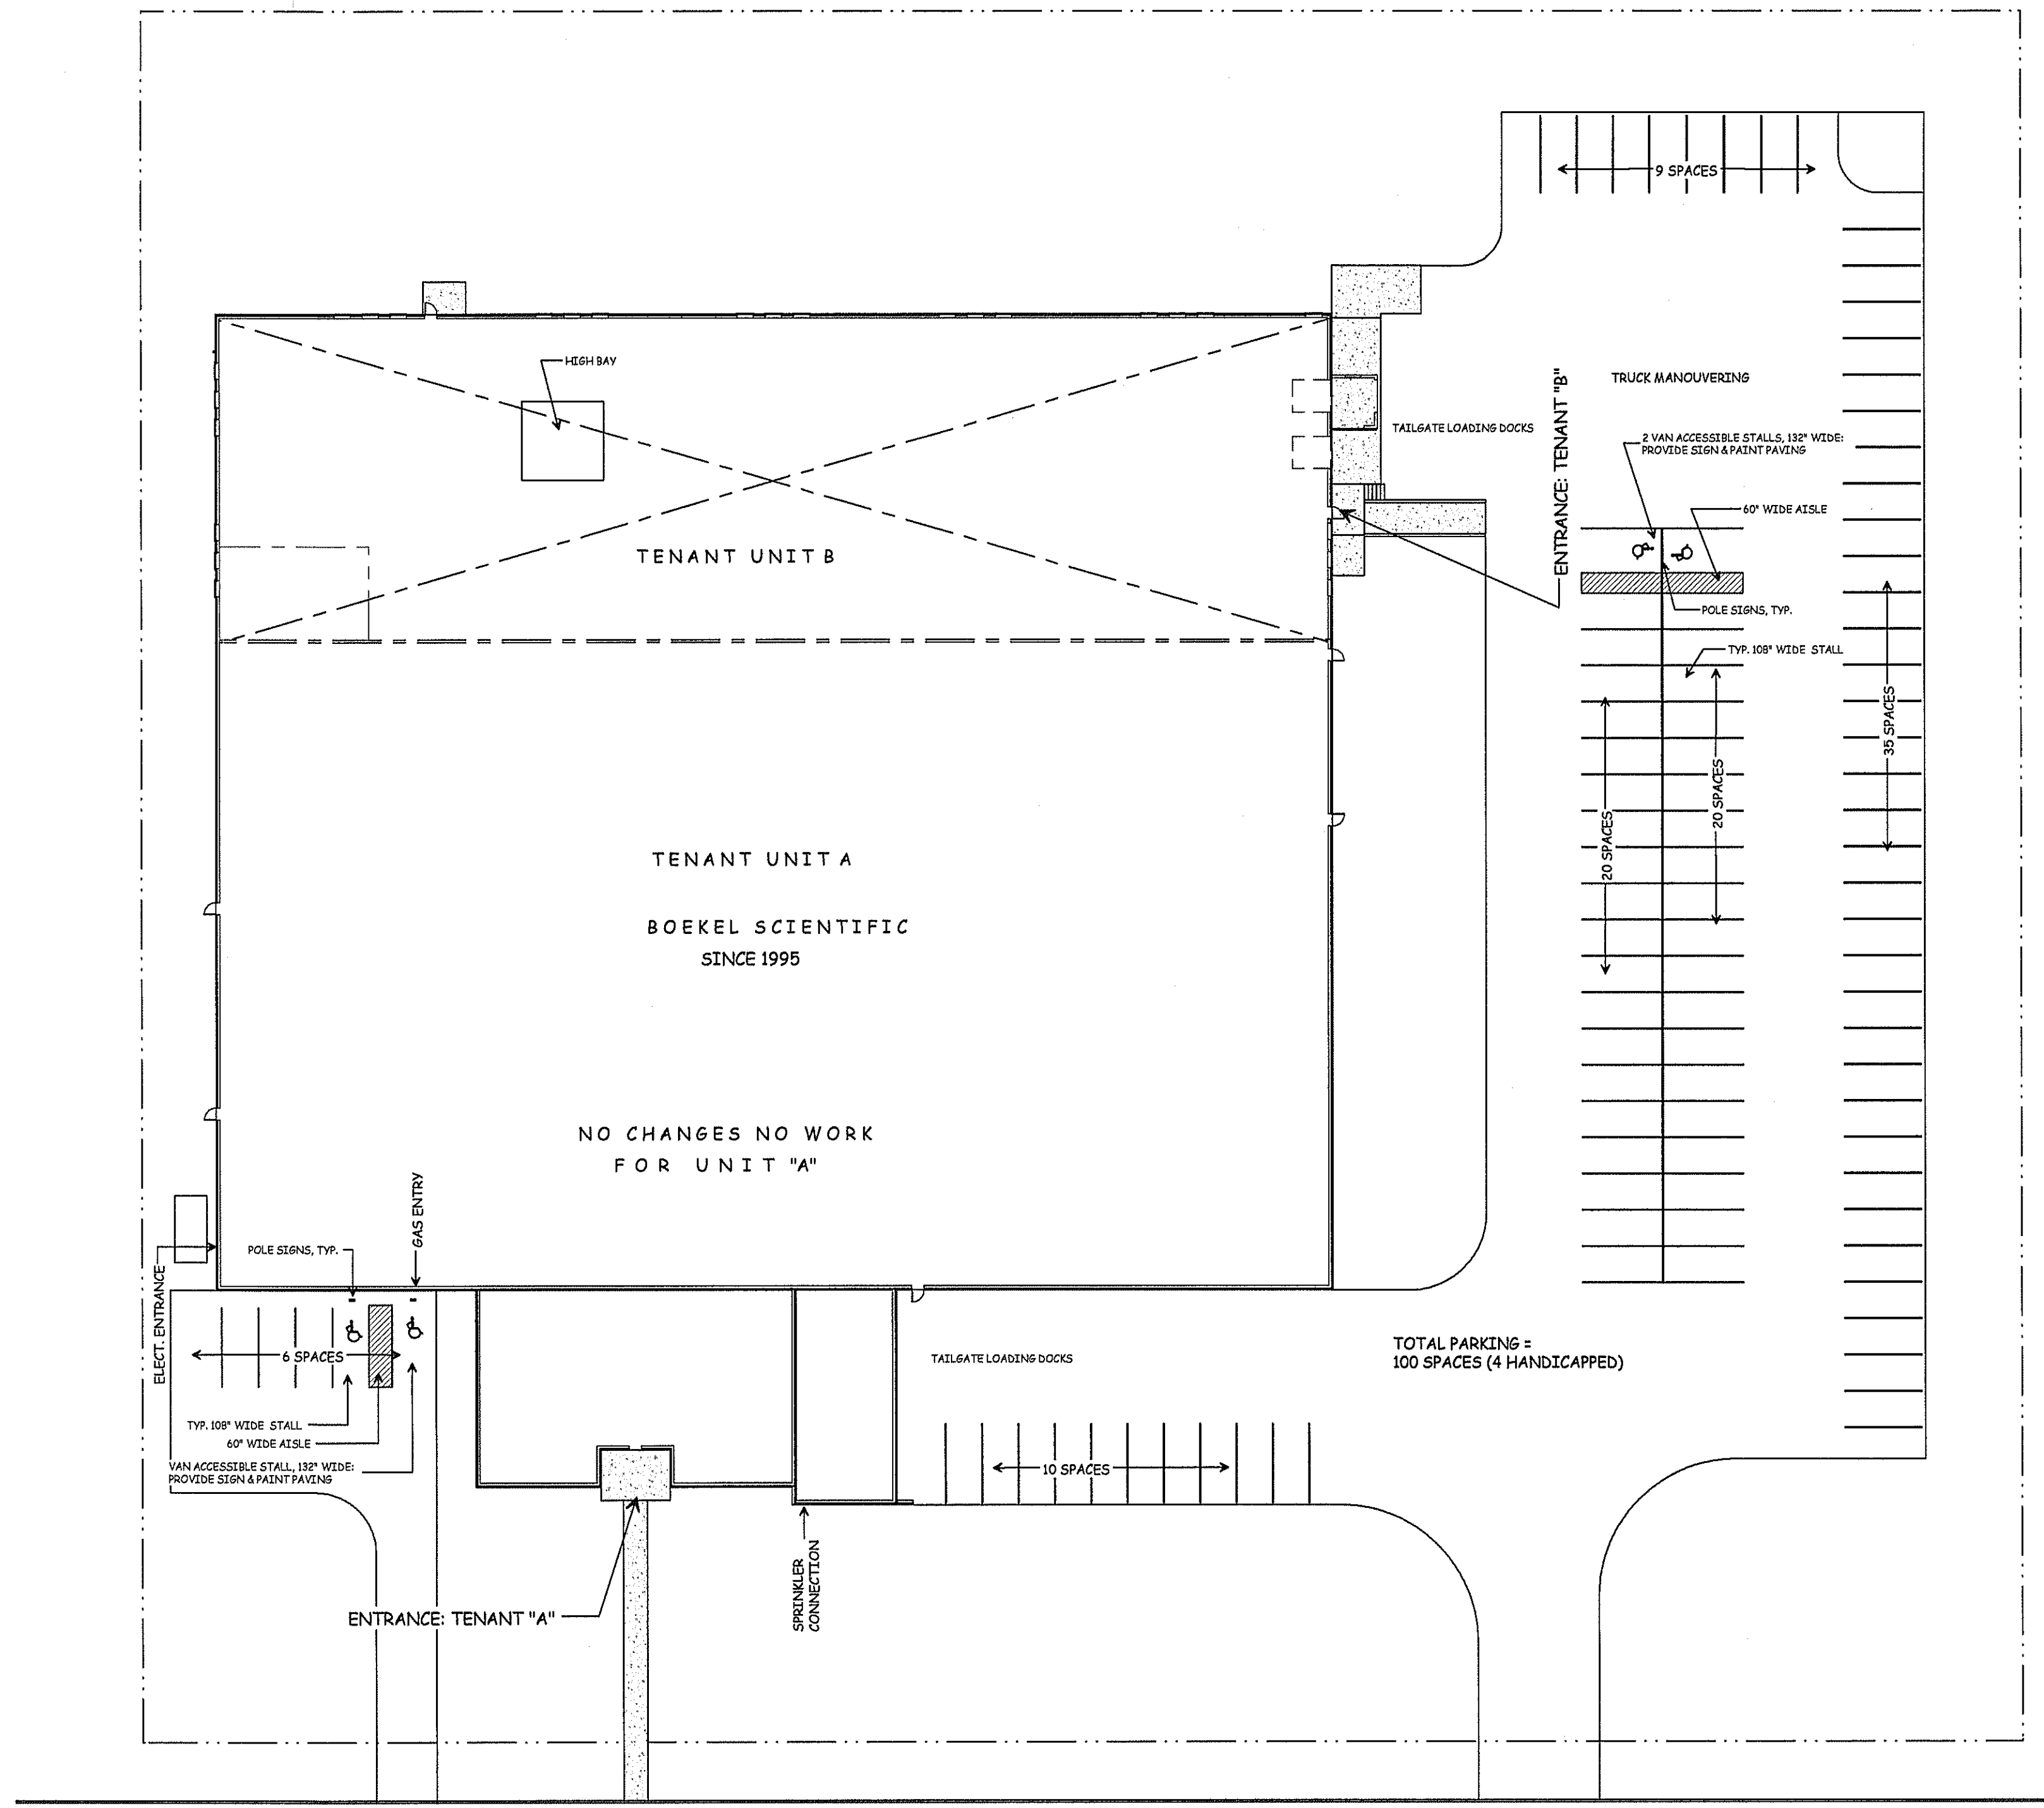 9 SPACES
HIGH BAY
TRUCK MANOUVERING
TAILGATE LOADING DOCKS
ENTRANCE: TENANT "B"
2 VAN ACCESSIBLE STALLS, 132" WIDE:
PROVIDE SIGN & PAINT PAVING
60" WIDE AISLE
TENANT UNIT B
POLE SIGNS, TYP.
TYP. 108" WIDE STALL
35 SPACES
20 SPACES
20 SPACES
TENANT UNIT A
BOEKEL SCIENTIFIC
SINCE 1995
NO CHANGES NO WORK
FOR UNIT "A"
GAS ENTRY
POLE SIGNS, TYP.
ELECT. ENTRANCE
6 SPACES
TAILGATE LOADING DOCKS
TOTAL PARKING =
100 SPACES (4 HANDICAPPED)
TYP. 108" WIDE STALL
60" WIDE AISLE
VAN ACCESSIBLE STALL, 132" WIDE:
PROVIDE SIGN & PAINT PAVING
10 SPACES
SPRINKLER
CONNECTION
ENTRANCE: TENANT "A"